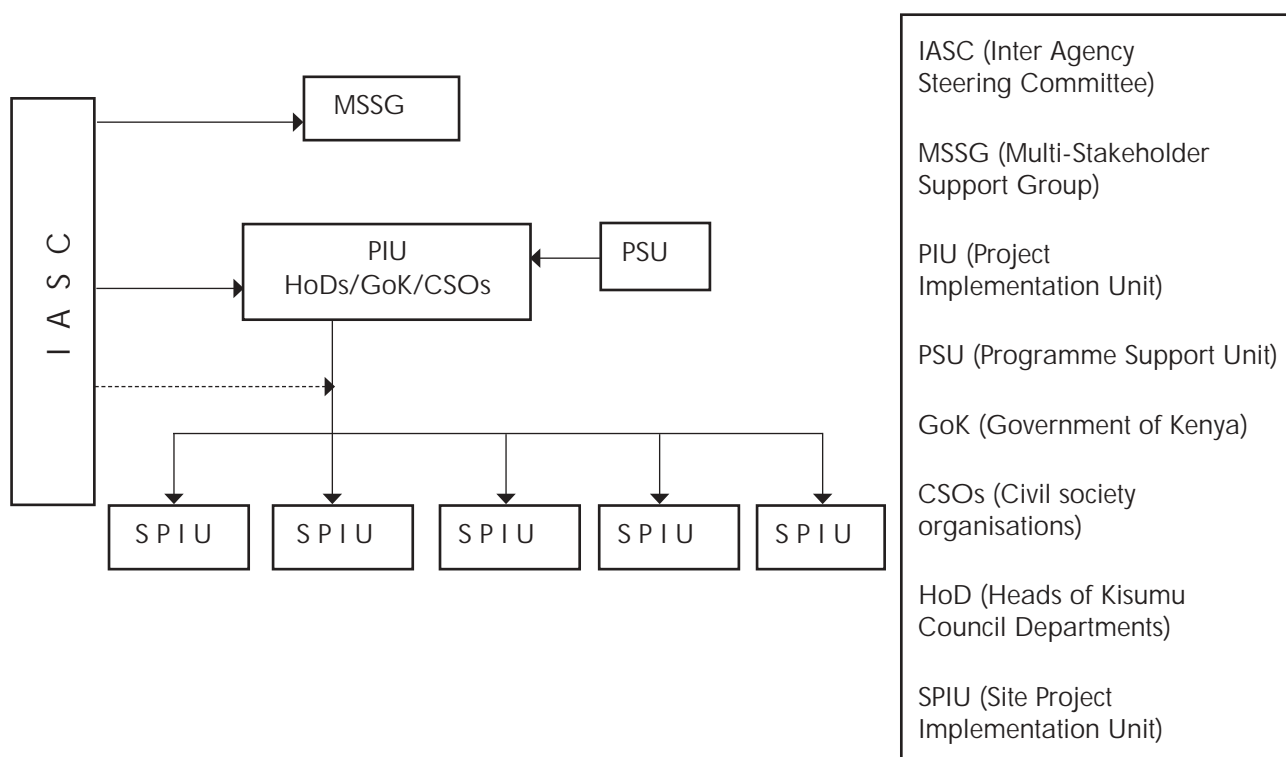 I A S C
MSSG
PIU
HoDs/GoK/CSOs
PSU
S P I U
S P I U
S P I U
S P I U
S P I U
IASC (Inter Agency
Steering Committee)
MSSG (Multi-Stakeholder
Support Group)
PIU (Project
Implementation Unit)
PSU (Programme Support Unit)
GoK (Government of Kenya)
CSOs (Civil society
organisations)
HoD (Heads of Kisumu
Council Departments)
SPIU (Site Project
Implementation Unit)